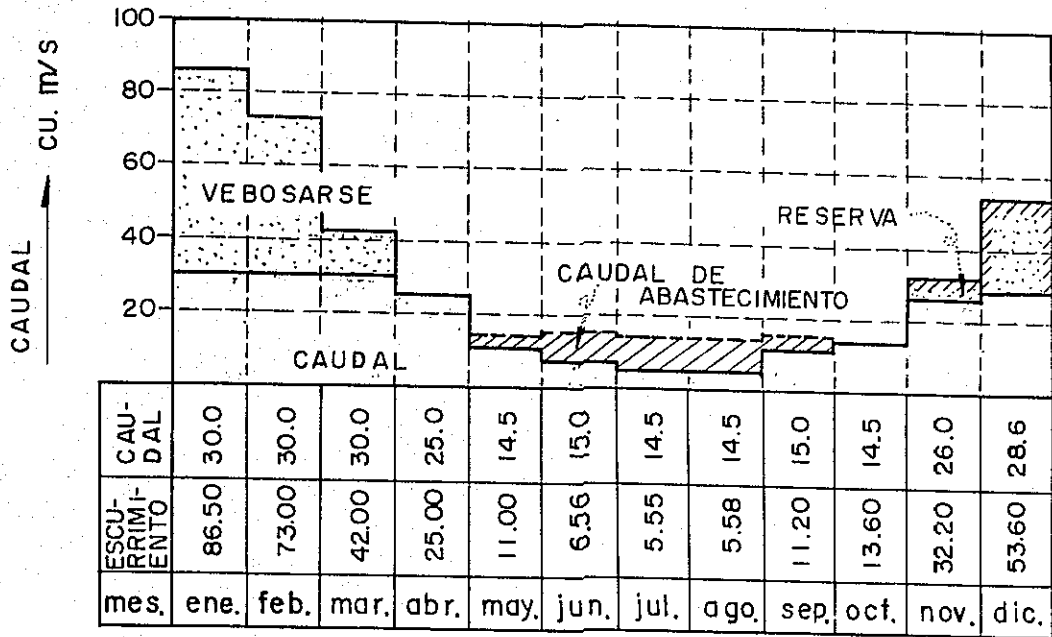 CAUDAL CU. m/s
100
80
60
40
20
VEBOSARSE
RESERVA
CAUDAL DE
ABASTECIMIENTO
CAUDAL
CAU-
DAL
30.0 30.0 30.0 25.0 14.5 15.0 14.5 14.5 15.0 14.5 26.0 28.6
ESCU-
RRIMI-
ENTO
86.50 73.00 42.00 25.00 11.00 6.56 5.55 5.58 11.20 13.60 32.20 53.60
mes. ene. feb. mar. abr. may. jun. jul. ago. sep. oct. nov. dic.